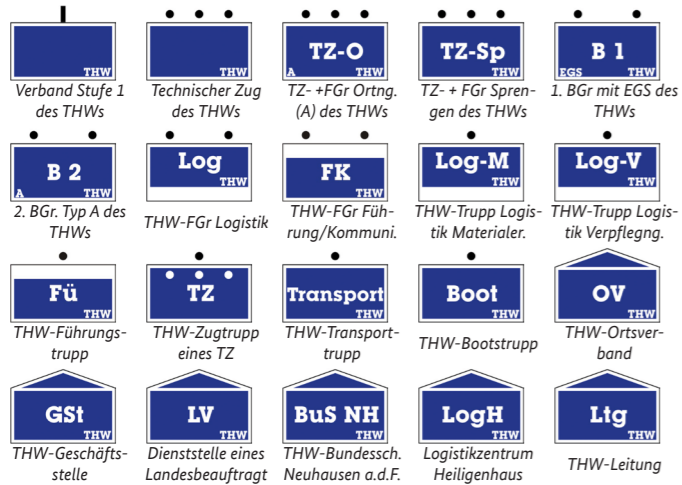 THW
Verband Stufe 1
des THWs
THW
Technischer Zug
des THWs
TZ-O
A THW
TZ- +FGr Ortng.
(A) des THWs
TZ-Sp
THW
TZ- + FGr Spren-
gen des THWs
B 1
EGS THW
1. BGr mit EGS des
THWs
B 2
A THW
2. BGr. Typ A des
THWs
Log
THW
THW-FGr Logistik
FK
THW
THW-FGr Füh-
rung/Kommuni.
Log-M
THW
THW-Trupp Logis-
tik Materialer.
Log-V
THW
THW-Trupp Logis-
tik Verpflegng.
Fü
THW
THW-Führungs-
trupp
TZ
THW
THW-Zugtrupp
eines TZ
Transport
THW
THW-Transport-
trupp
Boot
THW
THW-Bootstrupp
OV
THW
THW-Ortsver-
band
GSt
THW
THW-Geschäfts-
stelle
LV
THW
Dienststelle eines
Landesbeauftragt
BuS NH
THW
THW-Bundessch.
Neuhausen a.d.F.
LogH
THW
Logistikzentrum
Heiligenhaus
Ltg
THW
THW-Leitung